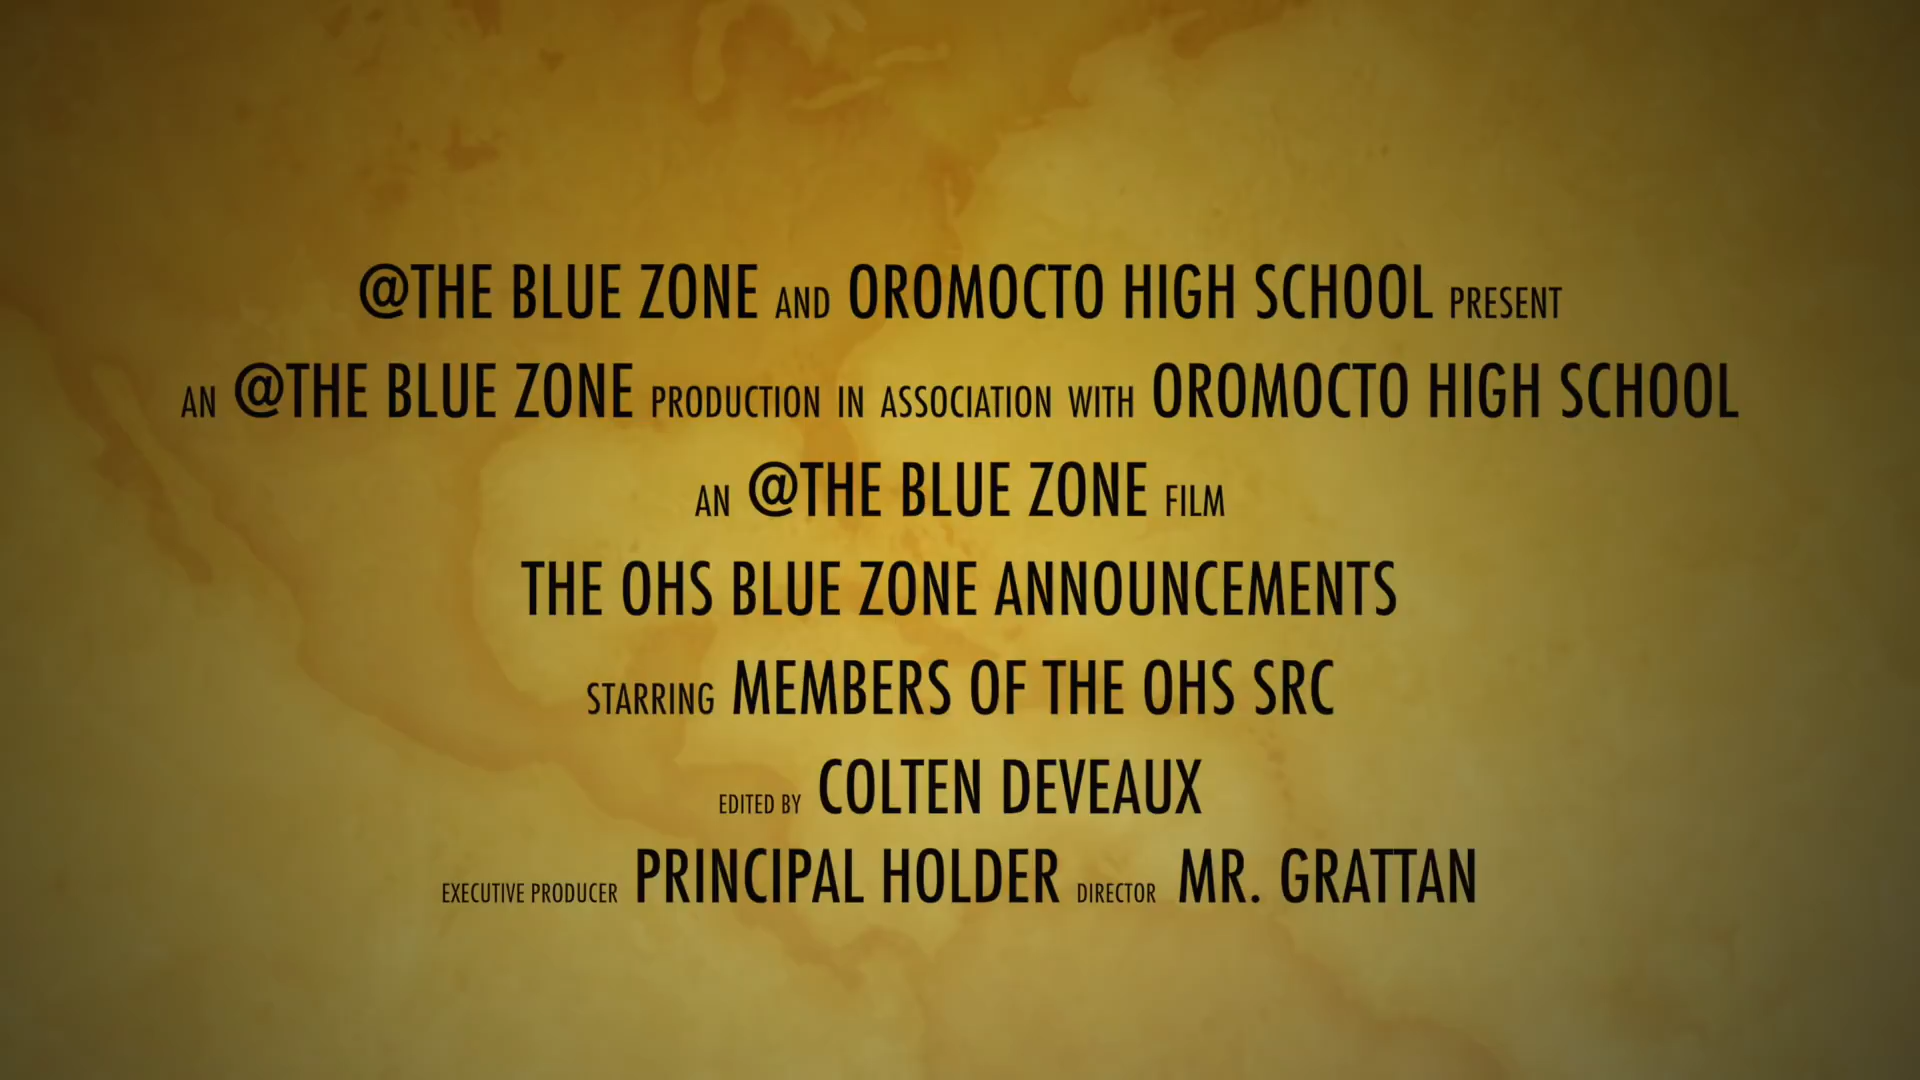 @THE BLUE ZONE AND OROMOCTO HIGH SCHOOL PRESENT
AN @THE BLUE ZONE PRODUCTION IN ASSOCIATION WITH OROMOCTO HIGH SCHOOL
AN @THE BLUE ZONE FILM
THE OHS BLUE ZONE ANNOUNCEMENTS
STARRING MEMBERS OF THE OHS SRC
EDITED BY COLTEN DEVEAUX
EXECUTIVE PRODUCER PRINCIPAL HOLDER DIRECTOR MR. GRATTAN